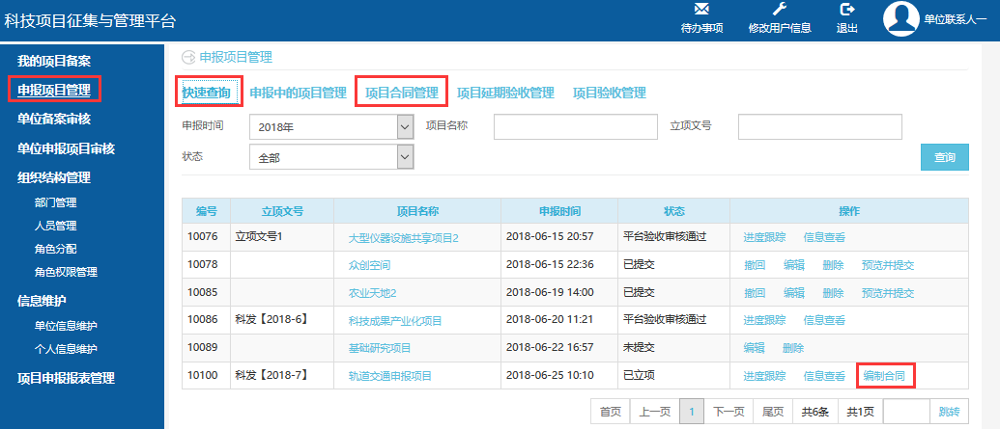 科技项目征集与管理平台
待办事项 修改用户信息 退出 单位联系人一
我的项目备案
申报项目管理
单位备案审核
单位申报项目审核
组织结构管理
部门管理
人员管理
角色分配
角色权限管理
信息维护
单位信息维护
个人信息维护
项目申报报表管理
申报项目管理
快速查询 申报中的项目管理 项目合同管理 项目延期验收管理 项目验收管理
申报时间 2018年 项目名称 立项文号
状态 全部 查询
编号 立项文号 项目名称 申报时间 状态 操作
10076 立项文号1 大型仪器设施共享项目2 2018-06-15 20:57 平台验收审核通过 进度跟踪 信息查看
10078 众创空间 2018-06-15 22:36 已提交 撤回 编辑 删除 预览并提交
10085 农业天地2 2018-06-19 14:00 已提交 撤回 编辑 删除 预览并提交
10086 科发【2018-6】 科技成果产业化项目 2018-06-20 11:21 平台验收审核通过 进度跟踪 信息查看
10089 基础研究项目 2018-06-22 16:57 未提交 编辑 删除
10100 科发【2018-7】 轨道交通申报项目 2018-06-25 10:10 已立项 进度跟踪 信息查看 编制合同
首页 上一页 1 下一页 尾页 共6条 共1页 跳转